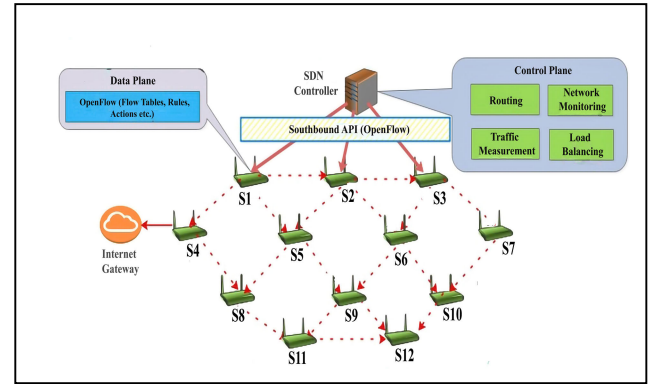 Data Plane
OpenFlow (Flow Tables, Rules,
Actions etc.)
SDN
Controller
Control Plane
Routing
Network
Monitoring
Traffic
Measurement
Load
Balancing
Southbound API (OpenFlow)
S1
S2
S3
S4
S5
S6
S7
Internet
Gateway
S8
S9
S10
S11
S12